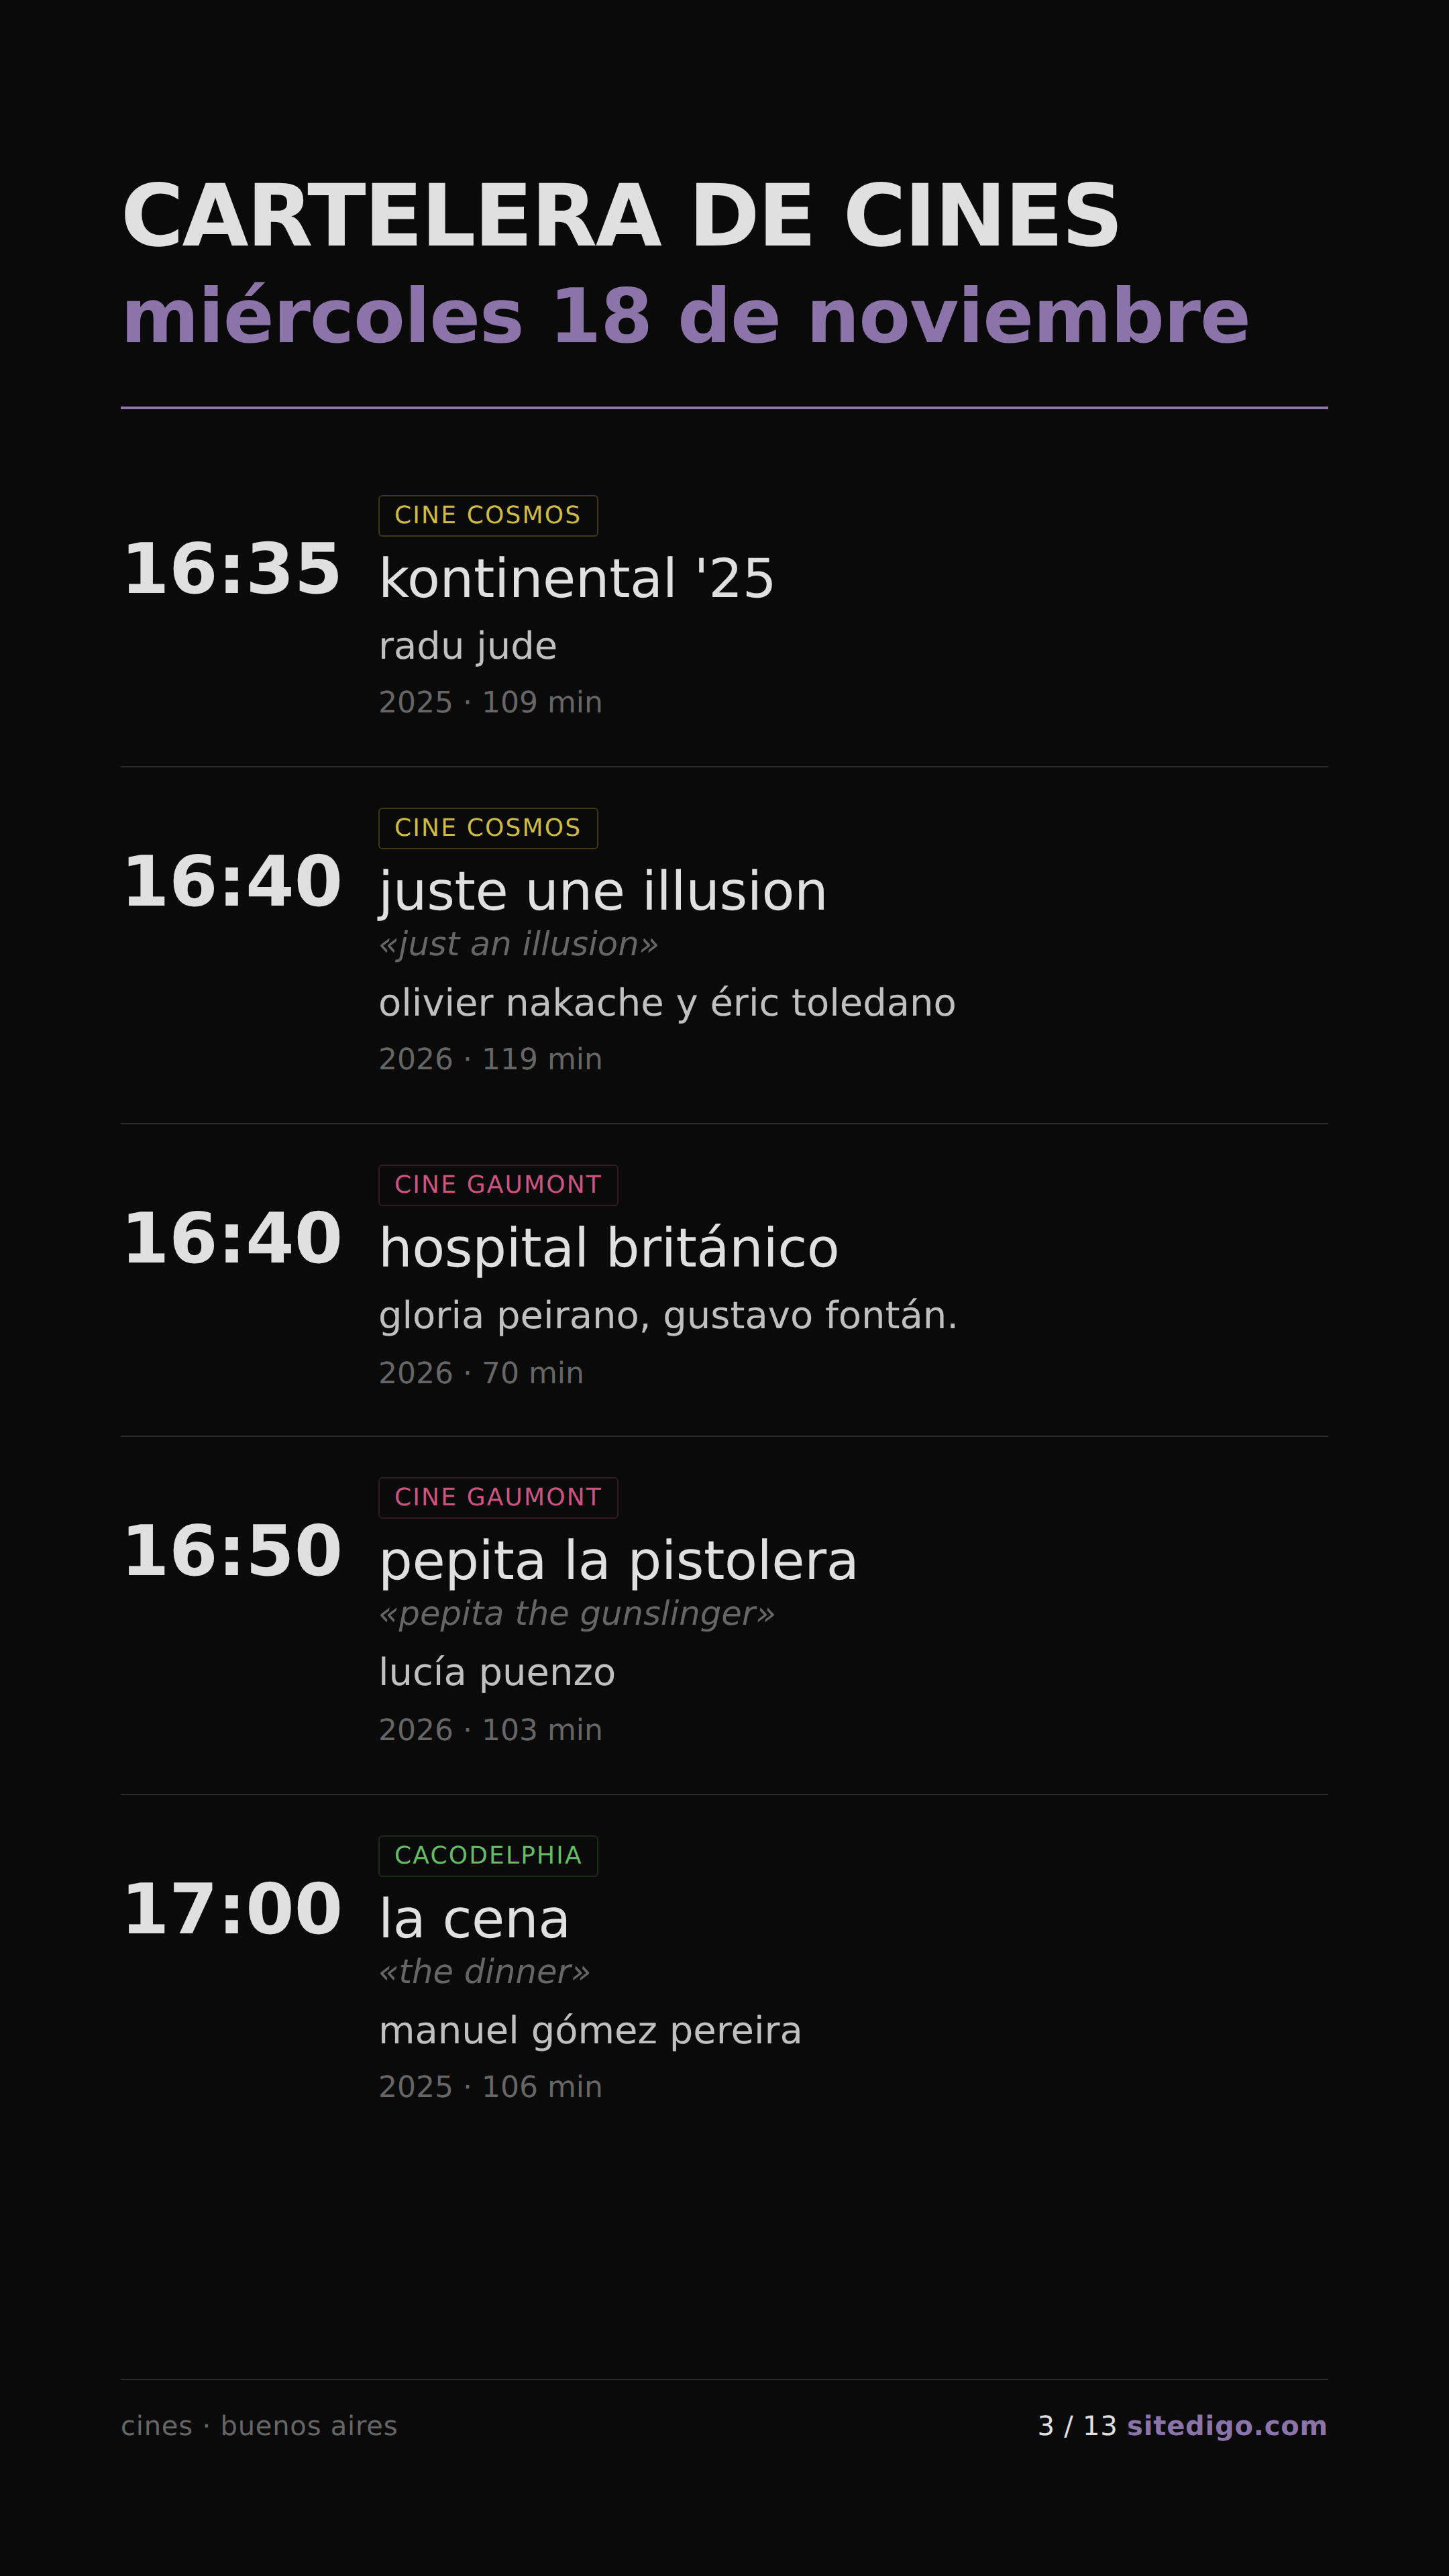 CARTELERA DE CINES
miércoles 18 de noviembre
CINE COSMOS
16:35
kontinental '25
radu jude
2025 · 109 min
CINE COSMOS
16:40
juste une illusion
«just an illusion»
olivier nakache y éric toledano
2026 · 119 min
CINE GAUMONT
16:40
hospital británico
gloria peirano, gustavo fontán.
2026 · 70 min
CINE GAUMONT
16:50
pepita la pistolera
«pepita the gunslinger»
lucía puenzo
2026 · 103 min
CACODELPHIA
17:00
la cena
«the dinner»
manuel gómez pereira
2025 · 106 min
cines · buenos aires
3 / 13 sitedigo.com